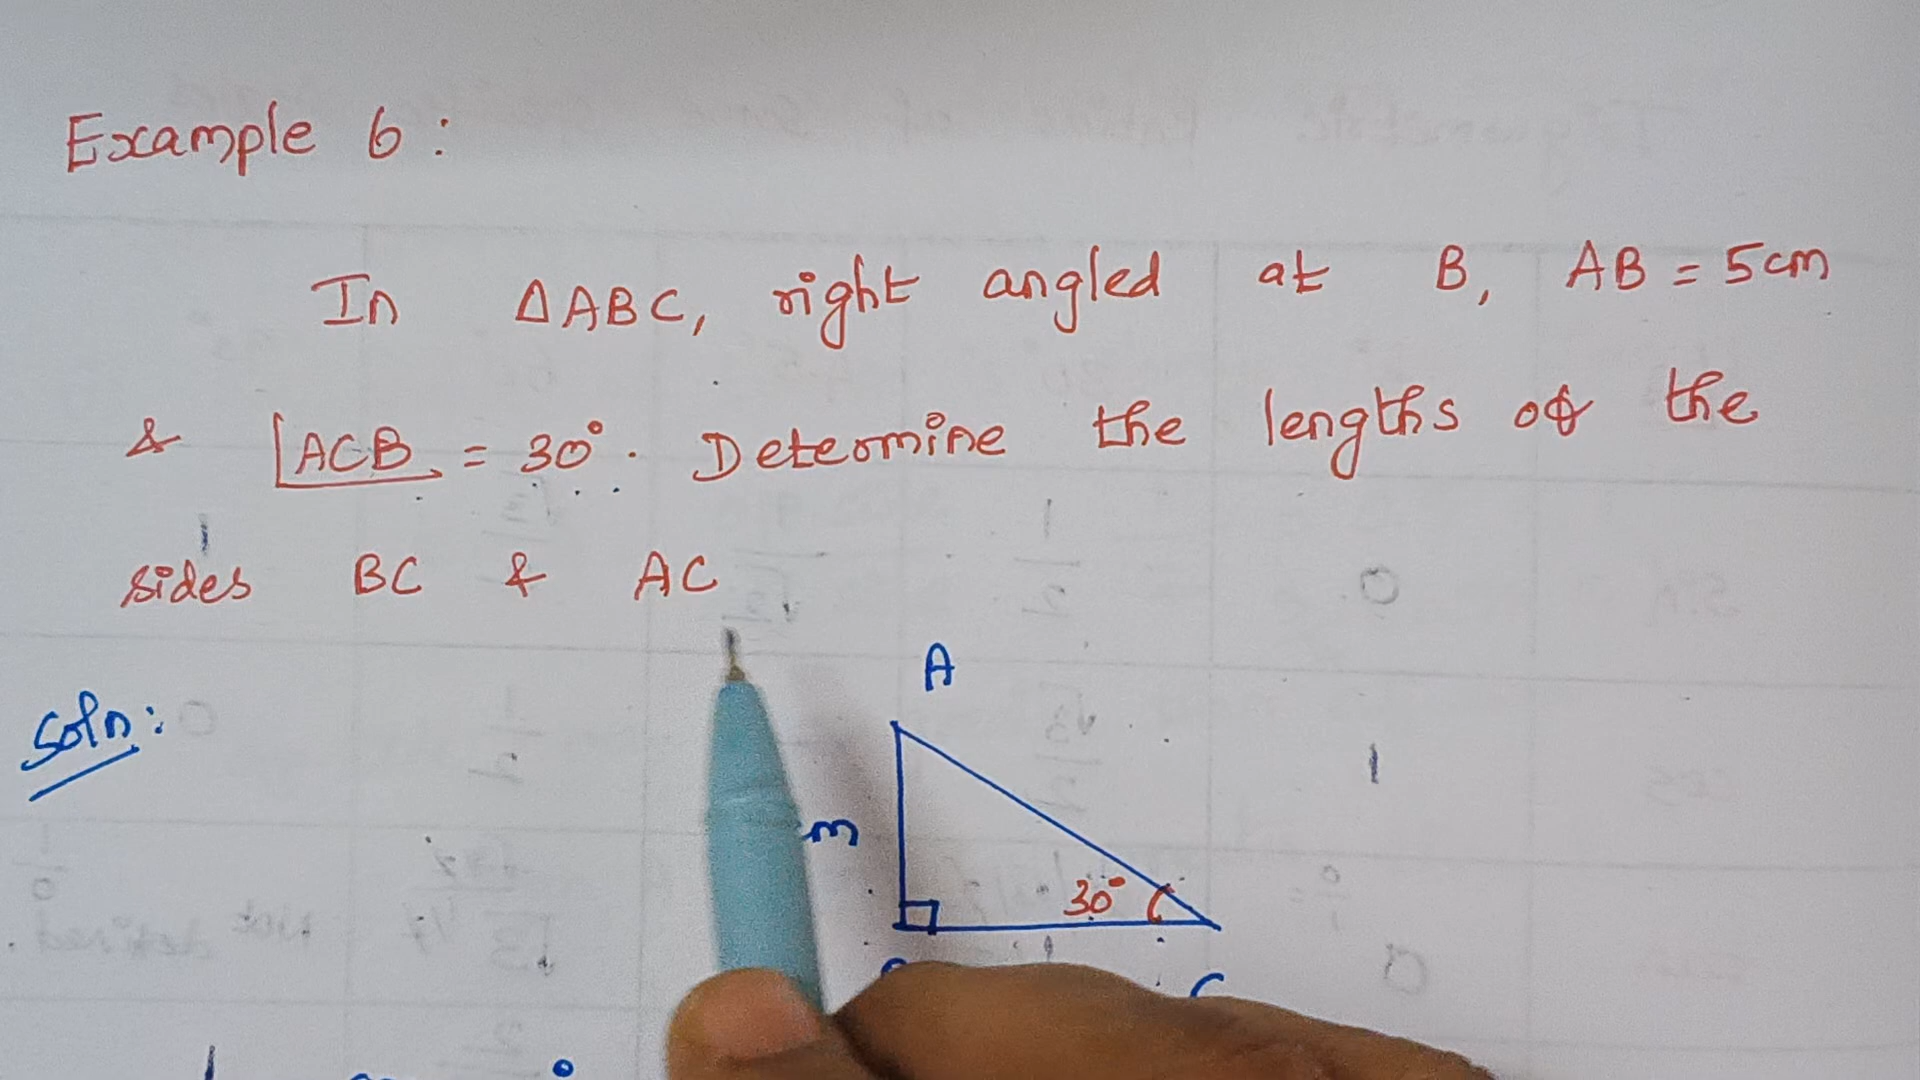 Example 6:
In ΔABC, right angled at B, AB = 5cm
& ∠ACB = 30°. Determine the lengths of the
sides BC & AC
Soln:
A
m
30°
C